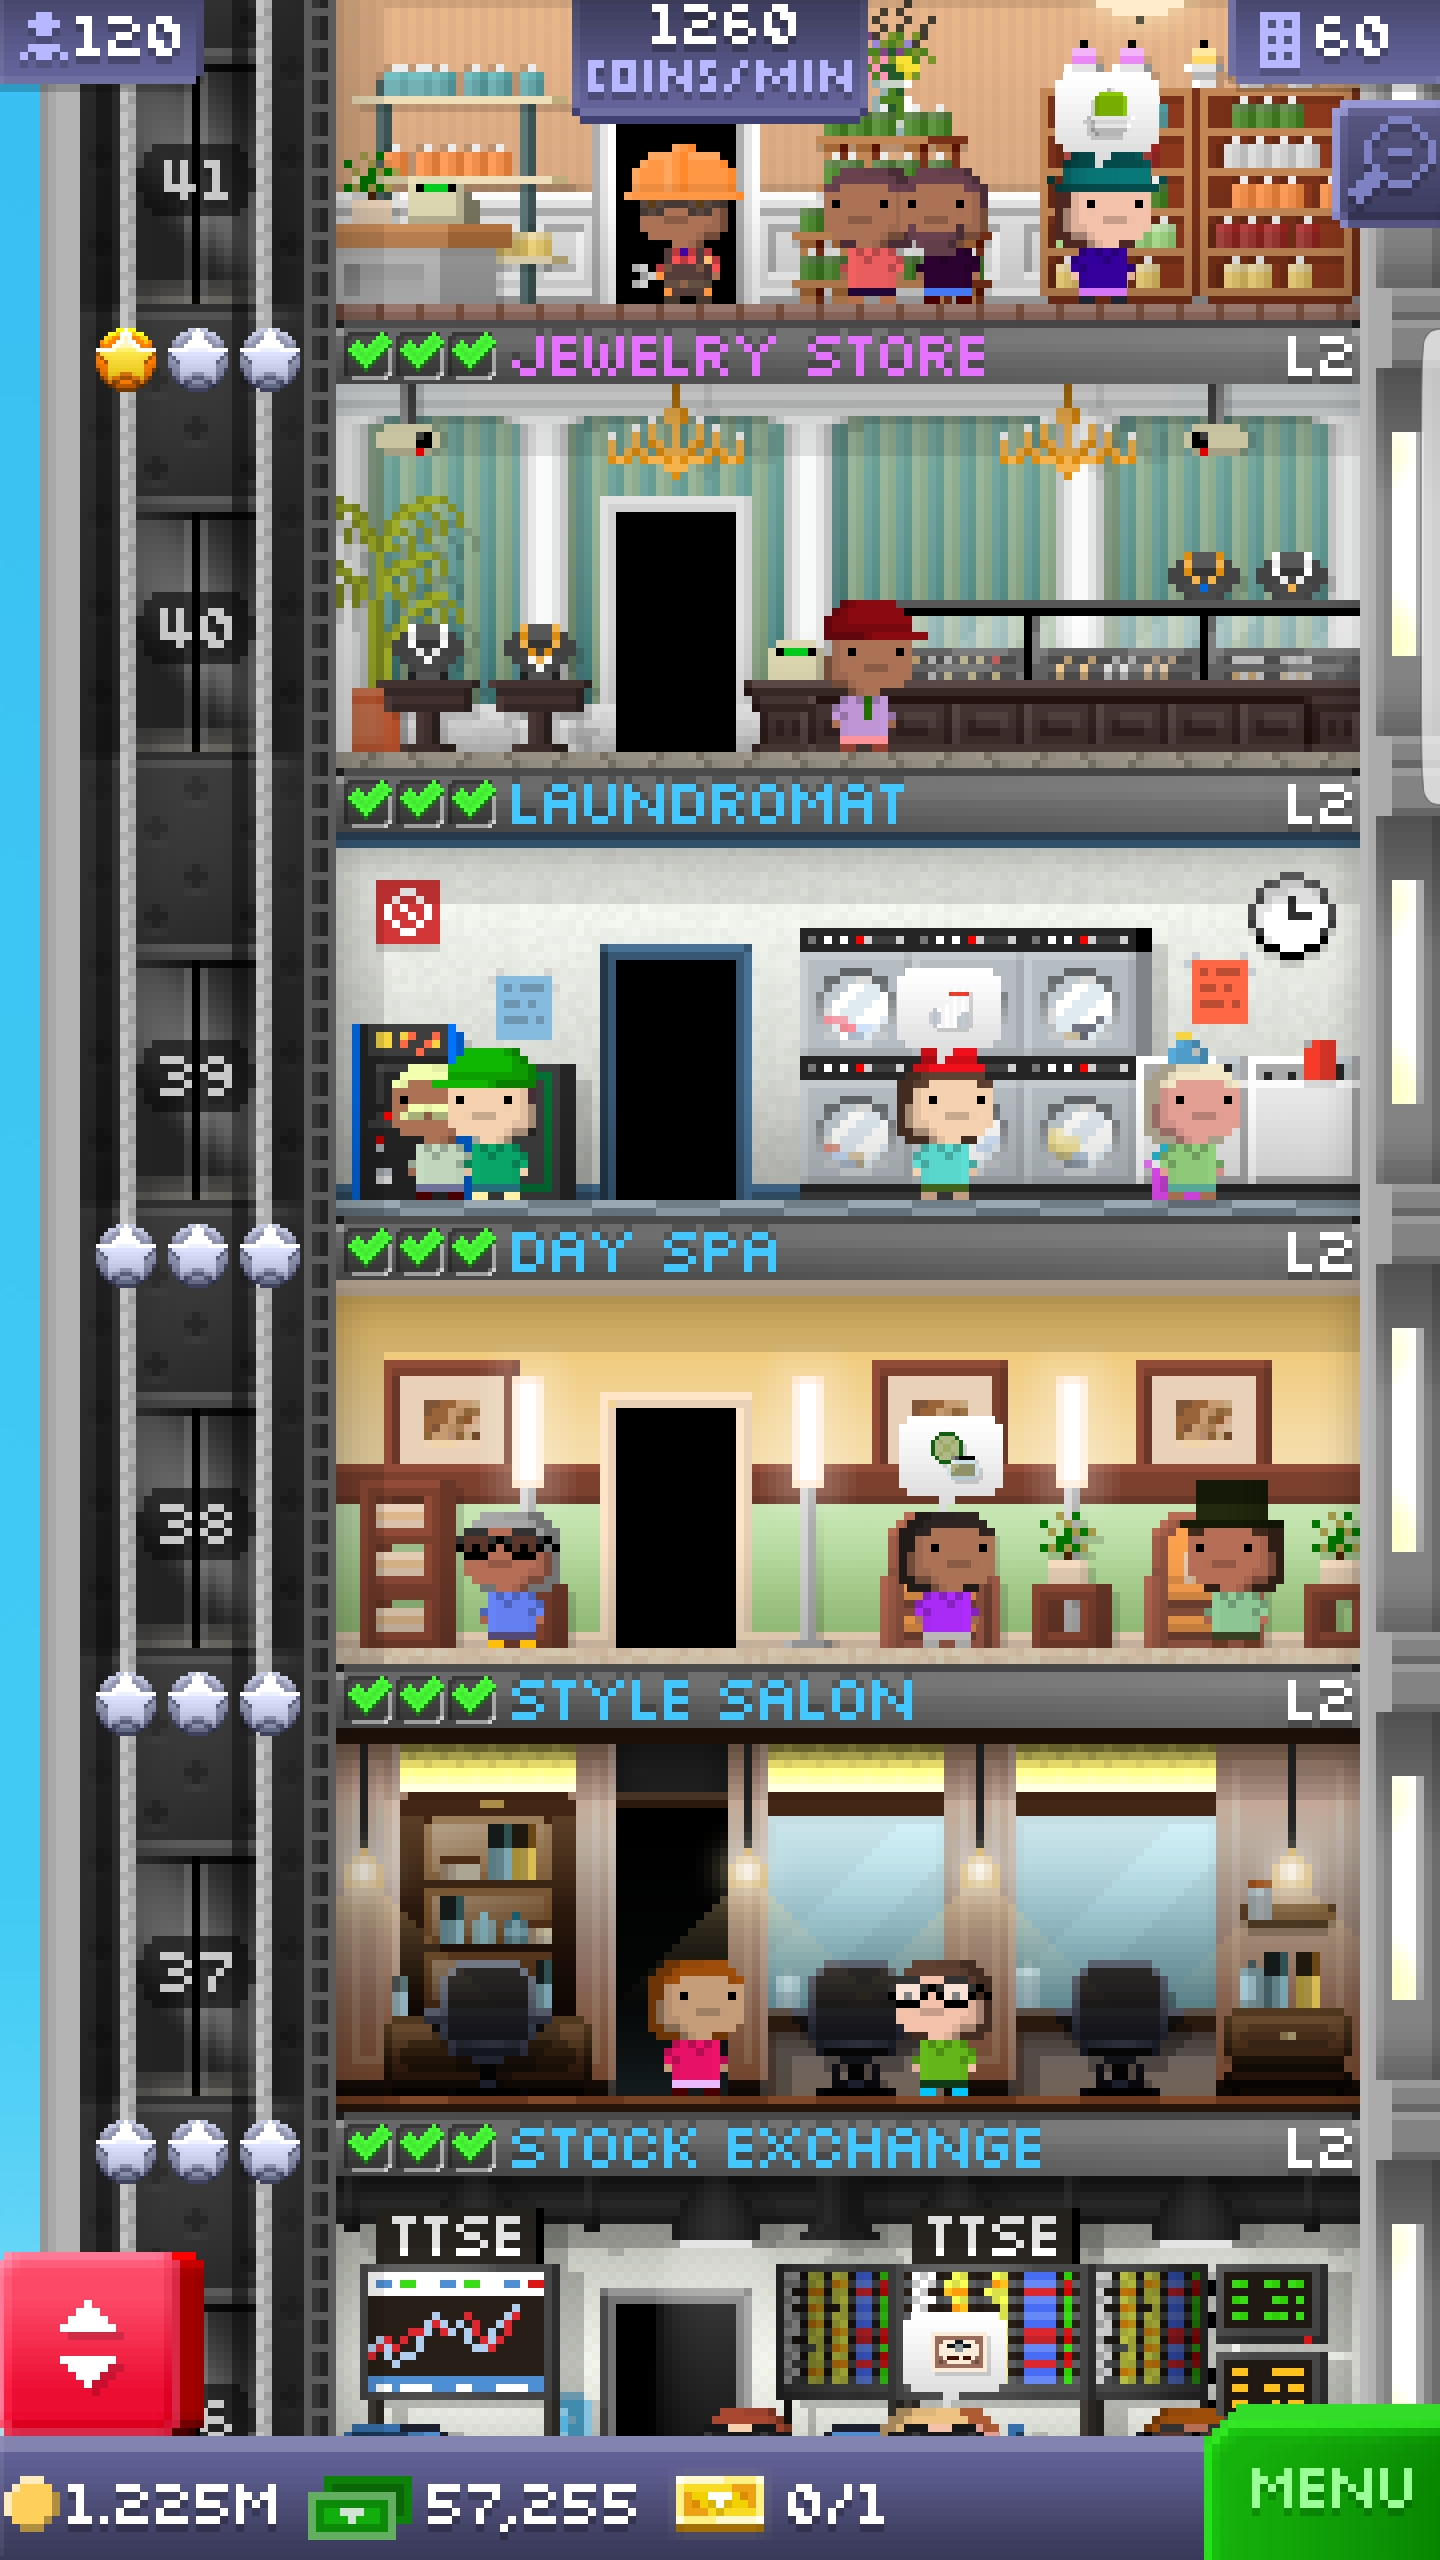 120
1260
COINS/MIN
60
41
JEWELRY STORE L2
40
LAUNDROMAT L2
39
DAY SPA L2
38
STYLE SALON L2
37
STOCK EXCHANGE L2
TTSE TTSE
1.225M 57,255 0/1
MENU